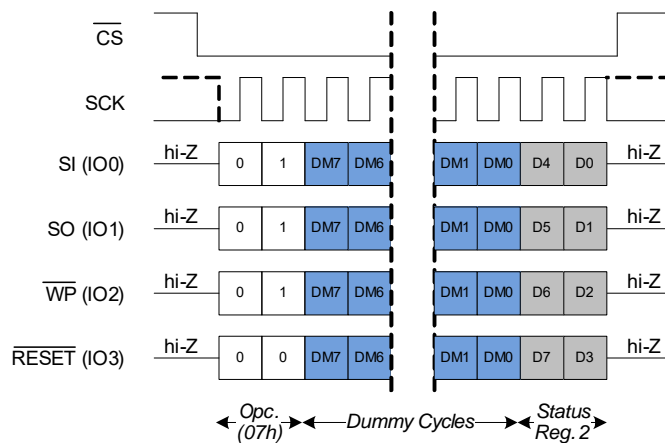 CS
SCK
SI (IO0) hi-Z 0 1 DM7 DM6 DM1 DM0 D4 D0 hi-Z
SO (IO1) hi-Z 0 1 DM7 DM6 DM1 DM0 D5 D1 hi-Z
WP (IO2) hi-Z 0 1 DM7 DM6 DM1 DM0 D6 D2 hi-Z
RESET (IO3) hi-Z 0 0 DM7 DM6 DM1 DM0 D7 D3 hi-Z
Opc. Dummy Cycles Status
(07h) Reg. 2